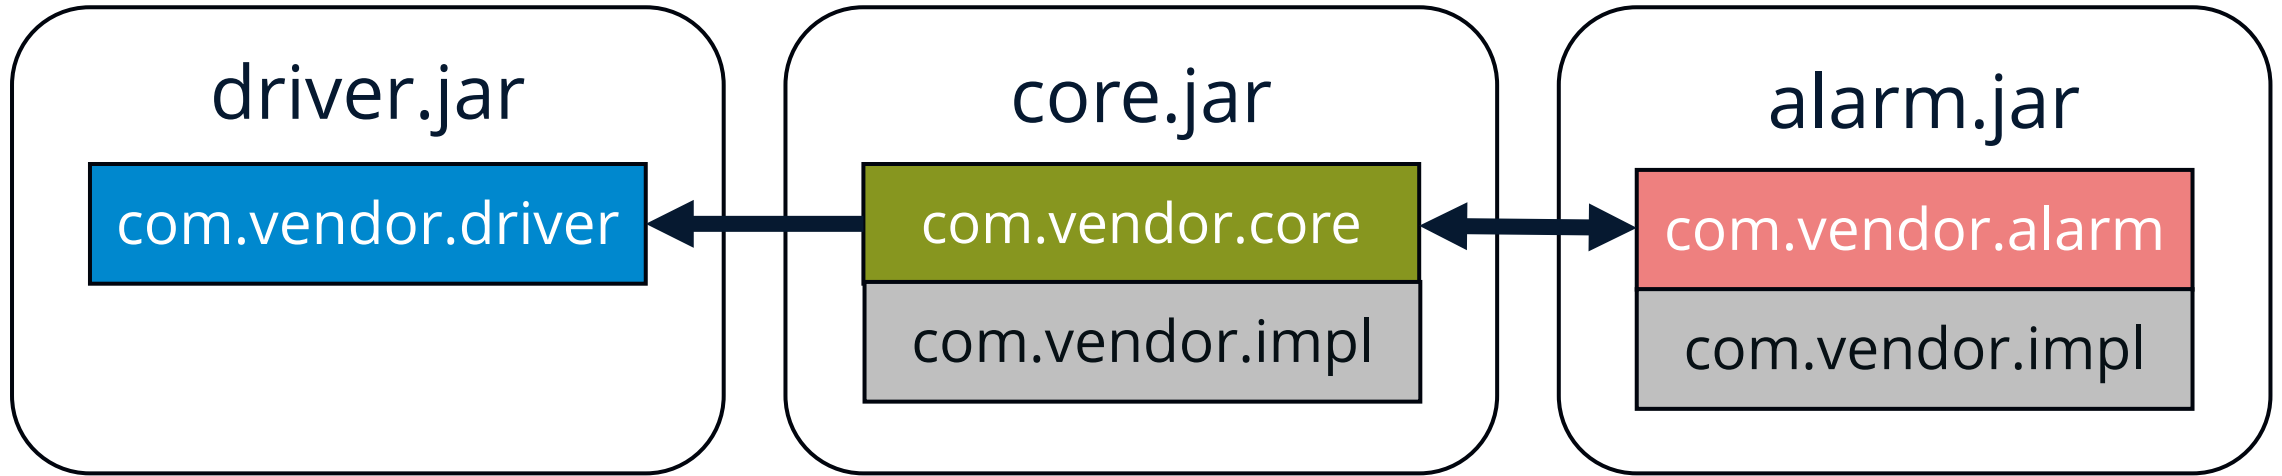 driver.jar
com.vendor.driver
core.jar
com.vendor.core
com.vendor.impl
alarm.jar
com.vendor.alarm
com.vendor.impl